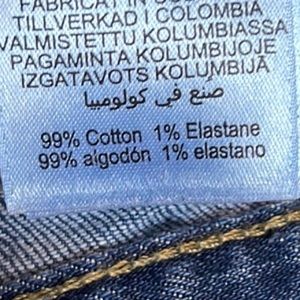 FABRICAT IN
TILLVERKAD I COLOMBIA
VALMISTETTU KOLUMBIASSA
PAGAMINTA KOLUMBIJOJE
IZGATAVOTS KOLUMBIJĀ
صنع في كولومبيا
99% Cotton 1% Elastane
99% algodón 1% elastano